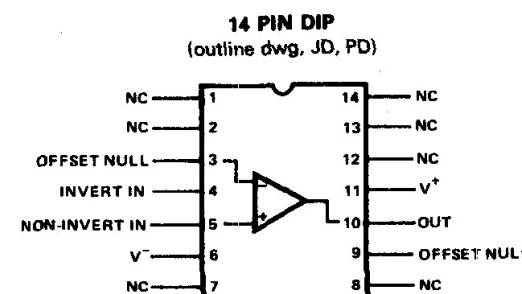 14 PIN DIP
(outline dwg, JD, PD)
NC 1 14 NC
NC 2 13 NC
OFFSET NULL 3 12 NC
INVERT IN 4 11 V+
NON-INVERT IN 5 10 OUT
V− 6 9 OFFSET NUL
NC 7 8 NC
−
+